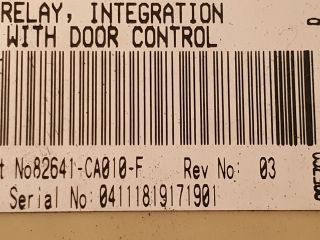 RELAY, INTEGRATION
WITH DOOR CONTROL
t No82641-CA010-F Rev No: 03
Serial No: 04111819171901